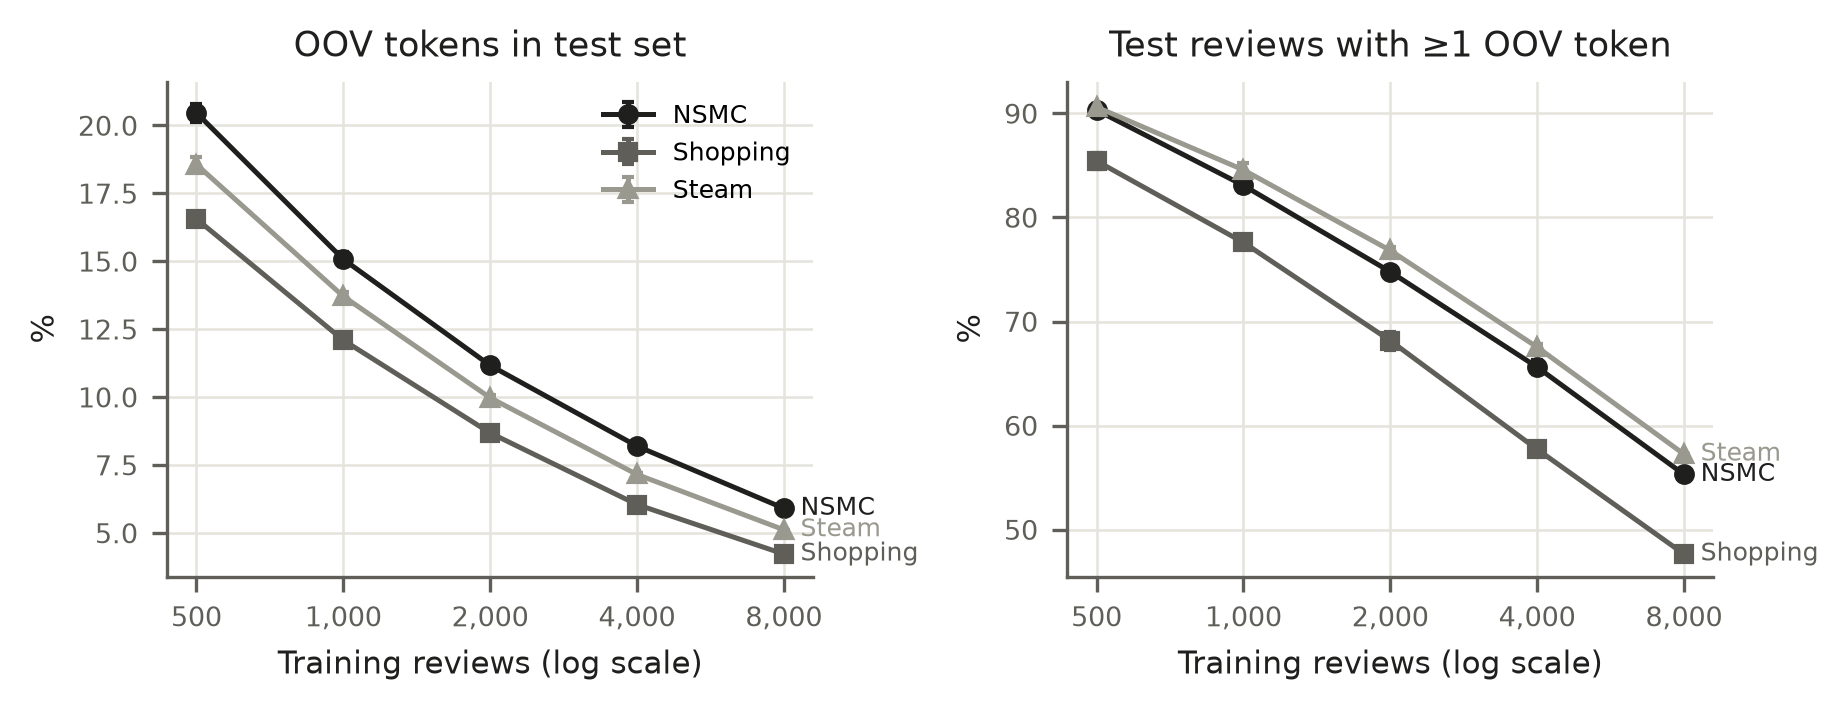 OOV tokens in test set
20.0
17.5
15.0
12.5
10.0
7.5
5.0
%
NSMC
Shopping
Steam
NSMC
Steam
Shopping
500 1,000 2,000 4,000 8,000
Training reviews (log scale)
Test reviews with ≥1 OOV token
90
80
70
60
50
%
Steam
NSMC
Shopping
500 1,000 2,000 4,000 8,000
Training reviews (log scale)